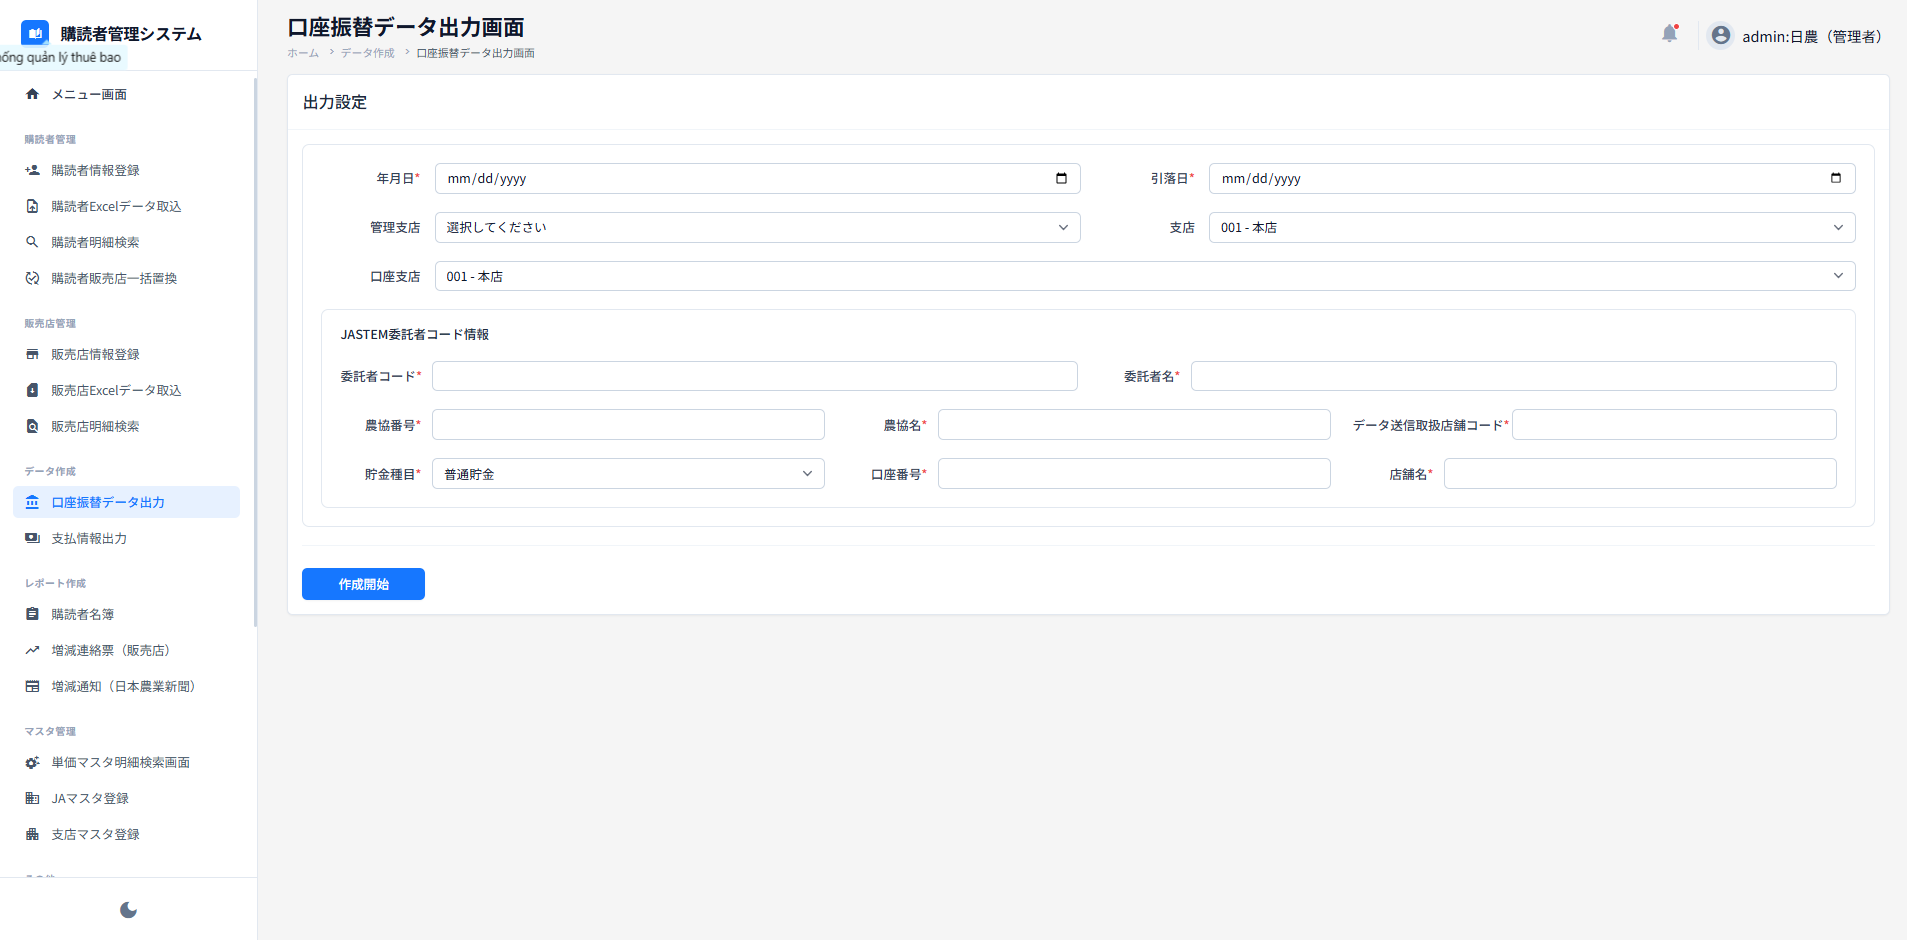 購読者管理システム
ống quản lý thuê bao
メニュー画面
購読者管理
購読者情報登録
購読者Excelデータ取込
購読者明細検索
購読者販売店一括置換
販売店管理
販売店情報登録
販売店Excelデータ取込
販売店明細検索
データ作成
口座振替データ出力
支払情報出力
レポート作成
購読者名簿
増減連絡票（販売店）
増減通知（日本農業新聞）
マスタ管理
単価マスタ明細検索画面
JAマスタ登録
支店マスタ登録
口座振替データ出力画面
ホーム > データ作成 > 口座振替データ出力画面
admin:日農（管理者）
出力設定
年月日* mm/dd/yyyy 引落日* mm/dd/yyyy
管理支店 選択してください 支店 001 - 本店
口座支店 001 - 本店
JASTEM委託者コード情報
委託者コード* 委託者名*
農協番号* 農協名* データ送信取扱店舗コード*
貯金種目* 普通貯金 口座番号* 店舗名*
作成開始